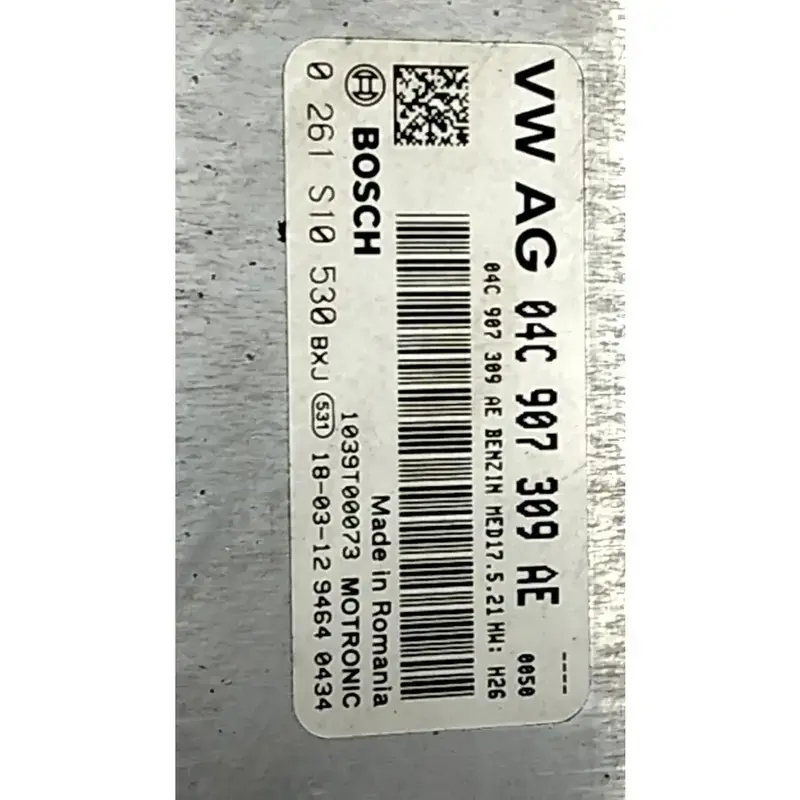 VW AG 04C 907 309 AE
----
04C 907 309 AE BENZIN MED17.5.21 HW: H26
0050
BOSCH
Made in Romania
1039T00073 MOTRONIC
0 261 S10 530 BXJ 531 18-03-12 9464 0434